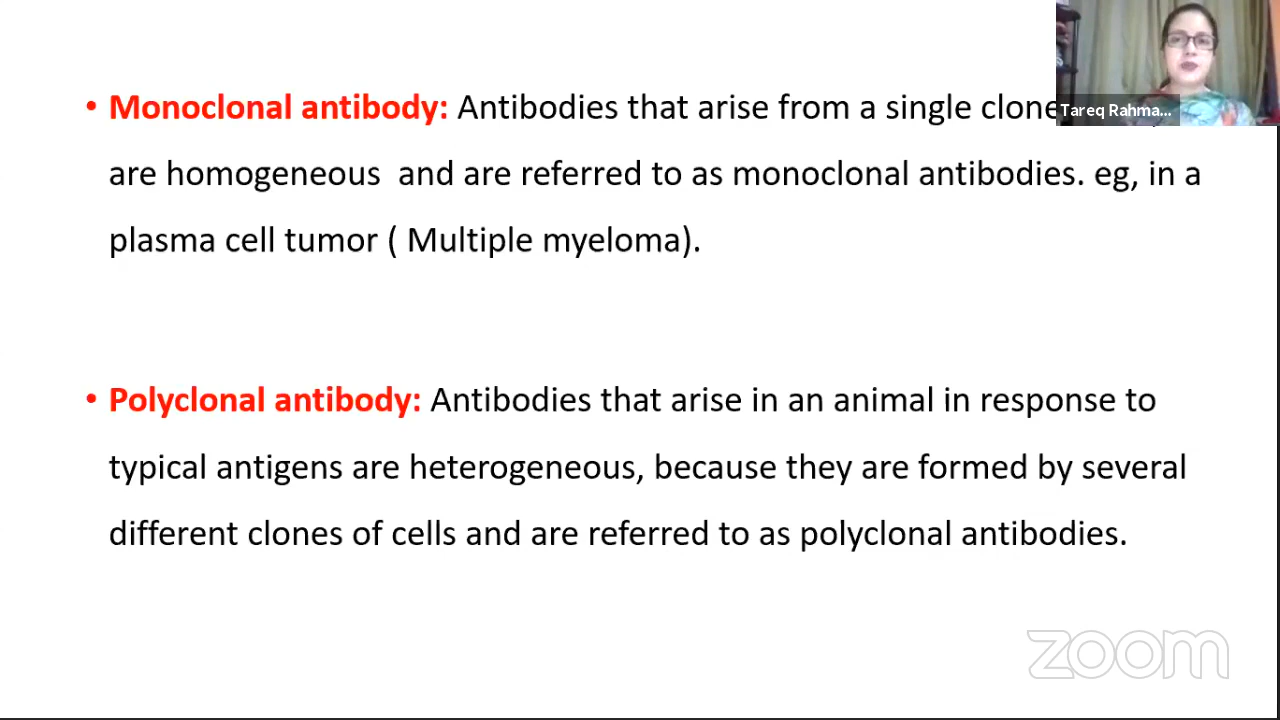 • Monoclonal antibody: Antibodies that arise from a single clone
Tareq Rahma...
are homogeneous and are referred to as monoclonal antibodies. eg, in a
plasma cell tumor ( Multiple myeloma).
• Polyclonal antibody: Antibodies that arise in an animal in response to
typical antigens are heterogeneous, because they are formed by several
different clones of cells and are referred to as polyclonal antibodies.
zoom